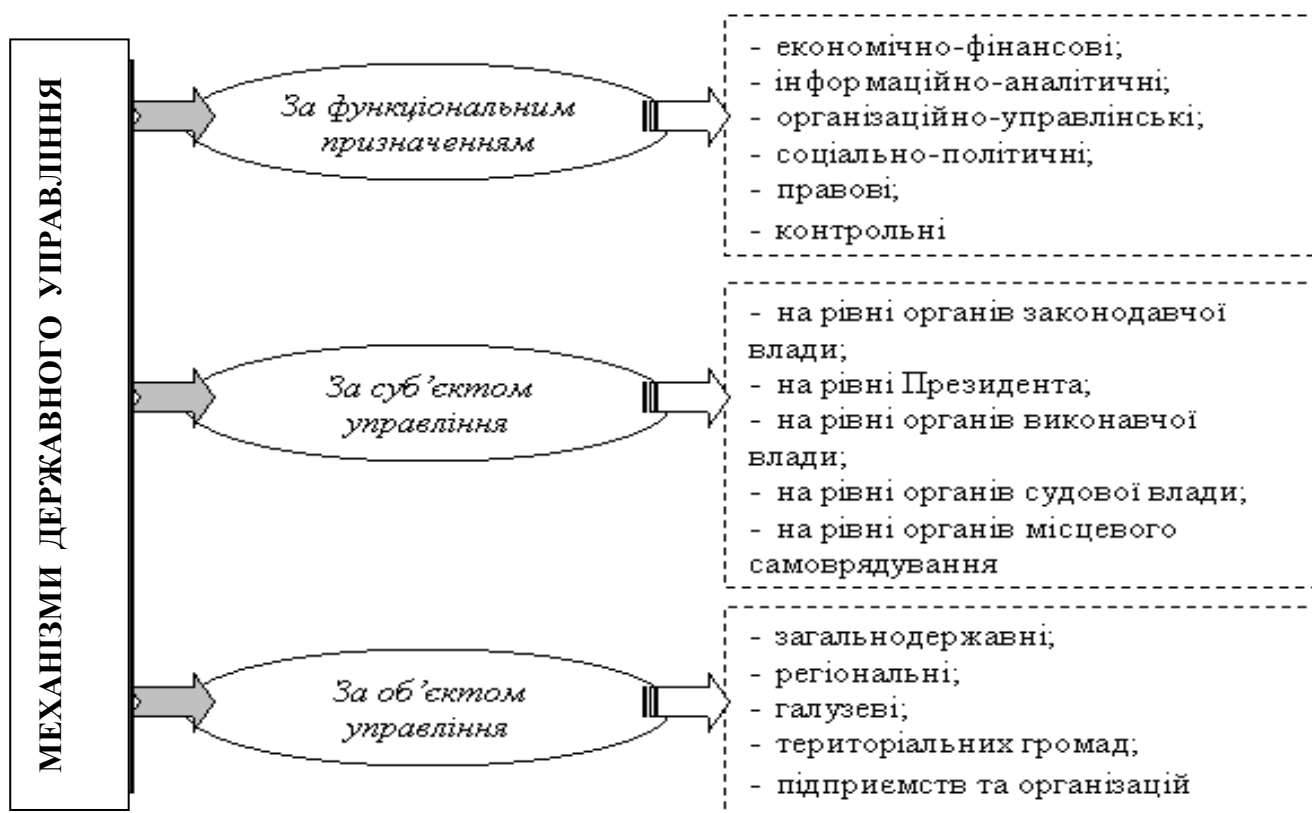 МЕХАНІЗМИ ДЕРЖАВНОГО УПРАВЛІННЯ
За функціональним
призначенням
- економічно-фінансові;
- інформаційно-аналітичні;
- організаційно-управлінські;
- соціально-політичні;
- правові;
- контрольні
За суб’єктом
управління
- на рівні органів законодавчої
влади;
- на рівні Президента;
- на рівні органів виконавчої
влади;
- на рівні органів судової влади;
- на рівні органів місцевого
самоврядування
За об’єктом
управління
- загальнодержавні;
- регіональні;
- галузеві;
- територіальних громад;
- підприємств та організацій